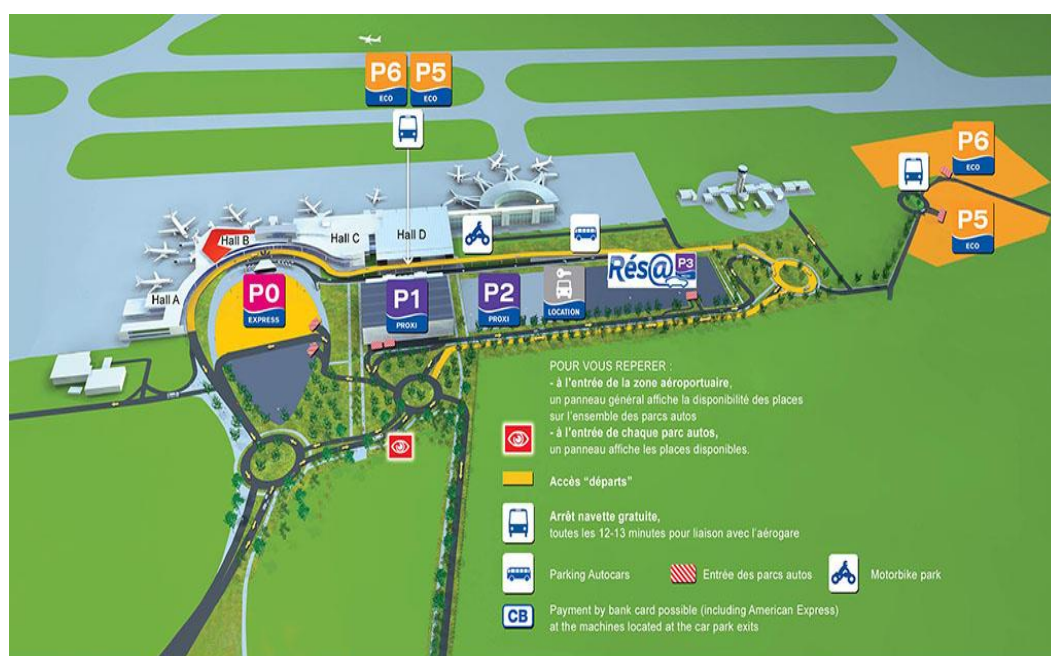 P6 P5
ECO ECO
P6
ECO
P5
ECO
Hall B
Hall C
Hall D
Hall A
P0
EXPRESS
P1
PROXI
P2
PROXI
LOCATION
Rés@
P3
POUR VOUS REPERER :
- à l'entrée de la zone aéroportuaire,
un panneau général affiche la disponibilité des places
sur l'ensemble des parcs autos
- à l'entrée de chaque parc autos,
un panneau affiche les places disponibles.
Accès "départs"
Arrêt navette gratuite,
toutes les 12-13 minutes pour liaison avec l'aérogare
Parking Autocars
Entrée des parcs autos
Motorbike park
CB
Payment by bank card possible (including American Express)
at the machines located at the car park exits